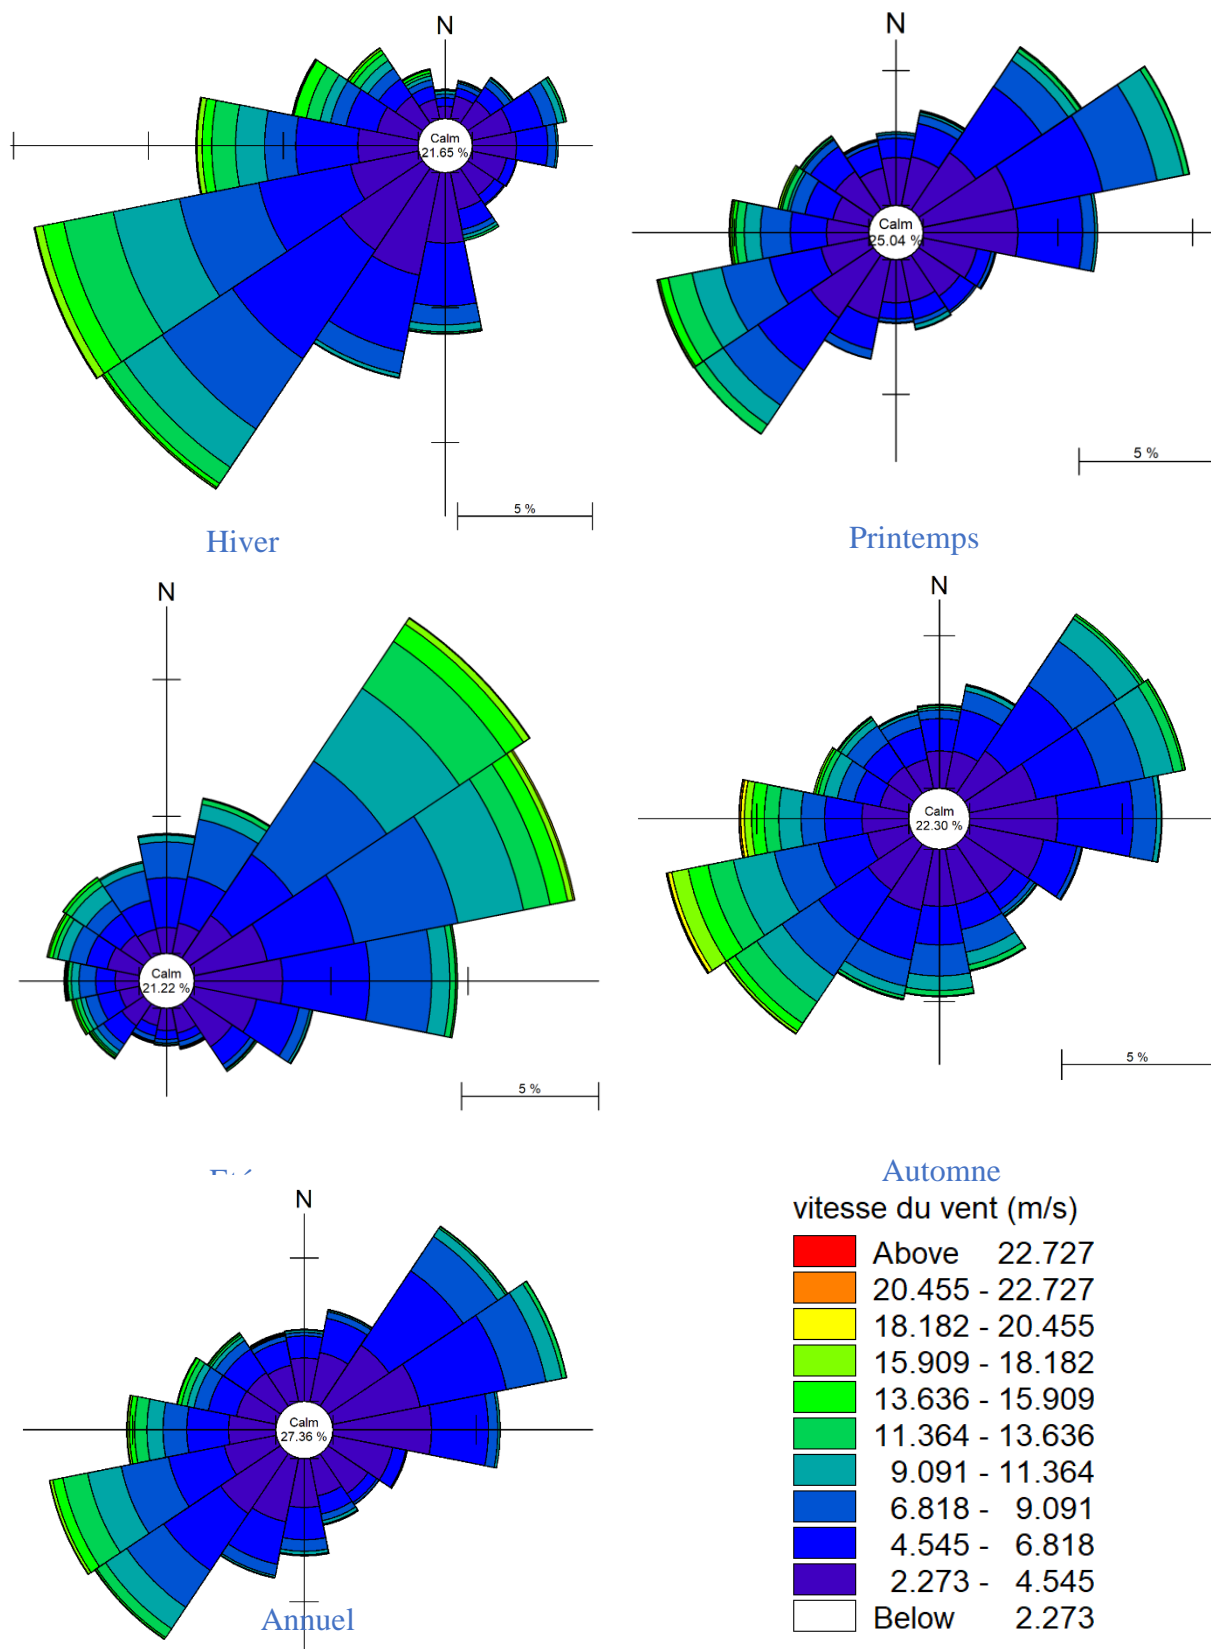 N
Calm
21.65 %
5 %
Hiver
N
Calm
25.04 %
5 %
Printemps
N
Calm
21.22 %
5 %
N
Calm
22.30 %
5 %
Automne
N
Calm
27.36 %
Annuel
vitesse du vent (m/s)
Above 22.727
20.455 - 22.727
18.182 - 20.455
15.909 - 18.182
13.636 - 15.909
11.364 - 13.636
9.091 - 11.364
6.818 - 9.091
4.545 - 6.818
2.273 - 4.545
Below 2.273